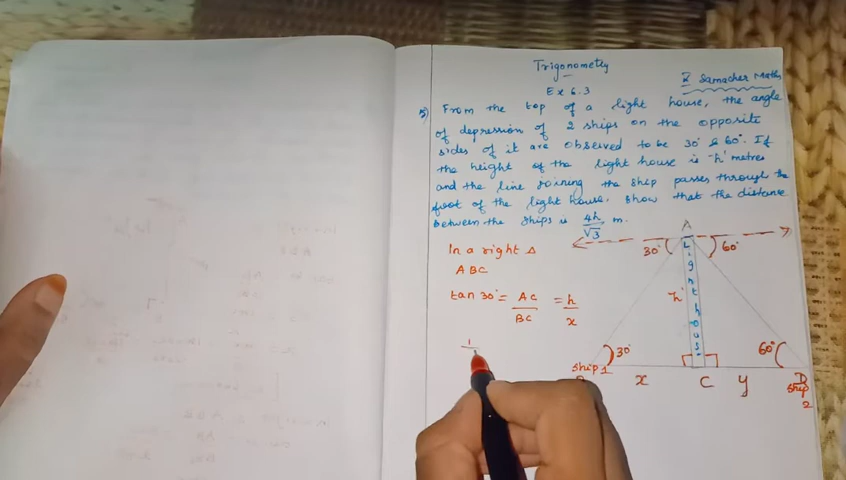 Trigonometry
X Samacheer Maths
Ex 6.3
5) From the top of a light house, the angle
of depression of 2 ships on the opposite
sides of it are observed to be 30° & 60°. If
the height of the light house is 'h' metres
and the line joining the ship passes through the
foot of the light house. Show that the distance
between the ships is 4h/√3 m.
A
30° 60°
In a right Δ
ABC
Light house
h
tan 30° = AC/BC = h/x
1
30° 60°
ship 1
x C y D
ship
2